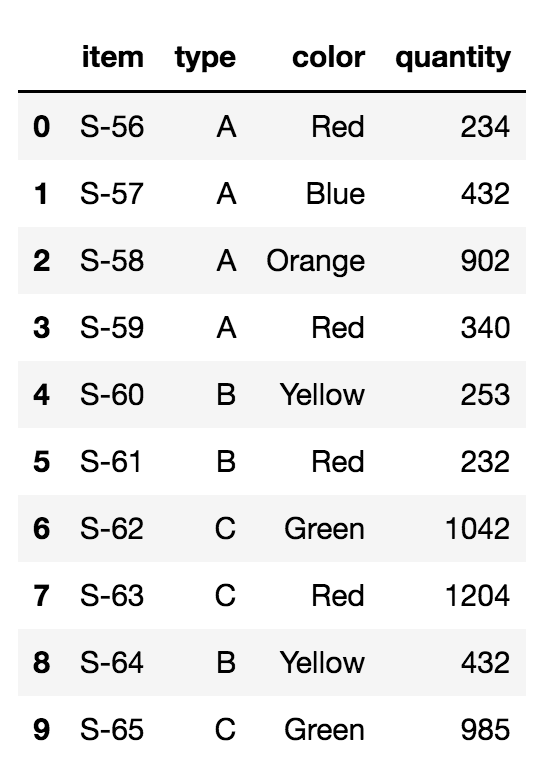 item type color quantity
0 S-56 A Red 234
1 S-57 A Blue 432
2 S-58 A Orange 902
3 S-59 A Red 340
4 S-60 B Yellow 253
5 S-61 B Red 232
6 S-62 C Green 1042
7 S-63 C Red 1204
8 S-64 B Yellow 432
9 S-65 C Green 985